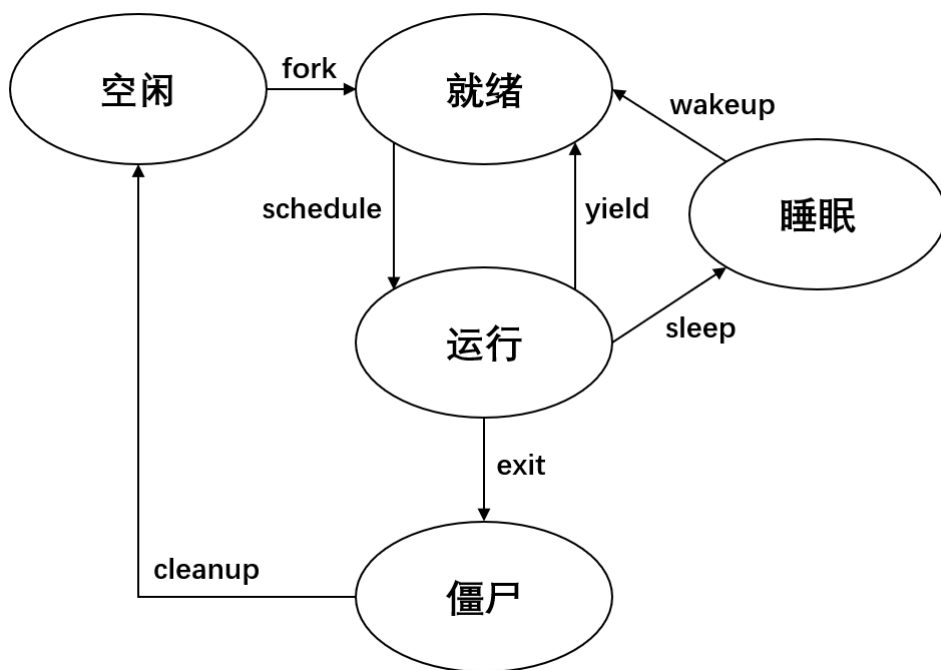 空闲
fork
就绪
wakeup
schedule
yield
睡眠
运行
sleep
exit
cleanup
僵尸